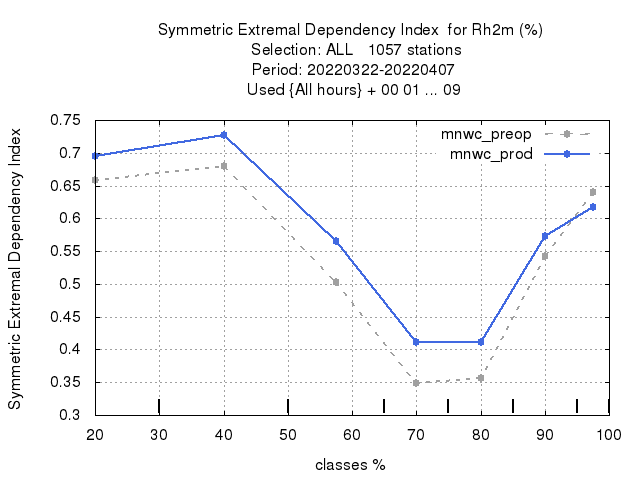 Symmetric Extremal Dependency Index for Rh2m (%)
Selection: ALL 1057 stations
Period: 20220322-20220407
Used {All hours} + 00 01 ... 09
mnwc_preop
mnwc_prod
Symmetric Extremal Dependency Index
0.75
0.7
0.65
0.6
0.55
0.5
0.45
0.4
0.35
0.3
20 30 40 50 60 70 80 90 100
classes %